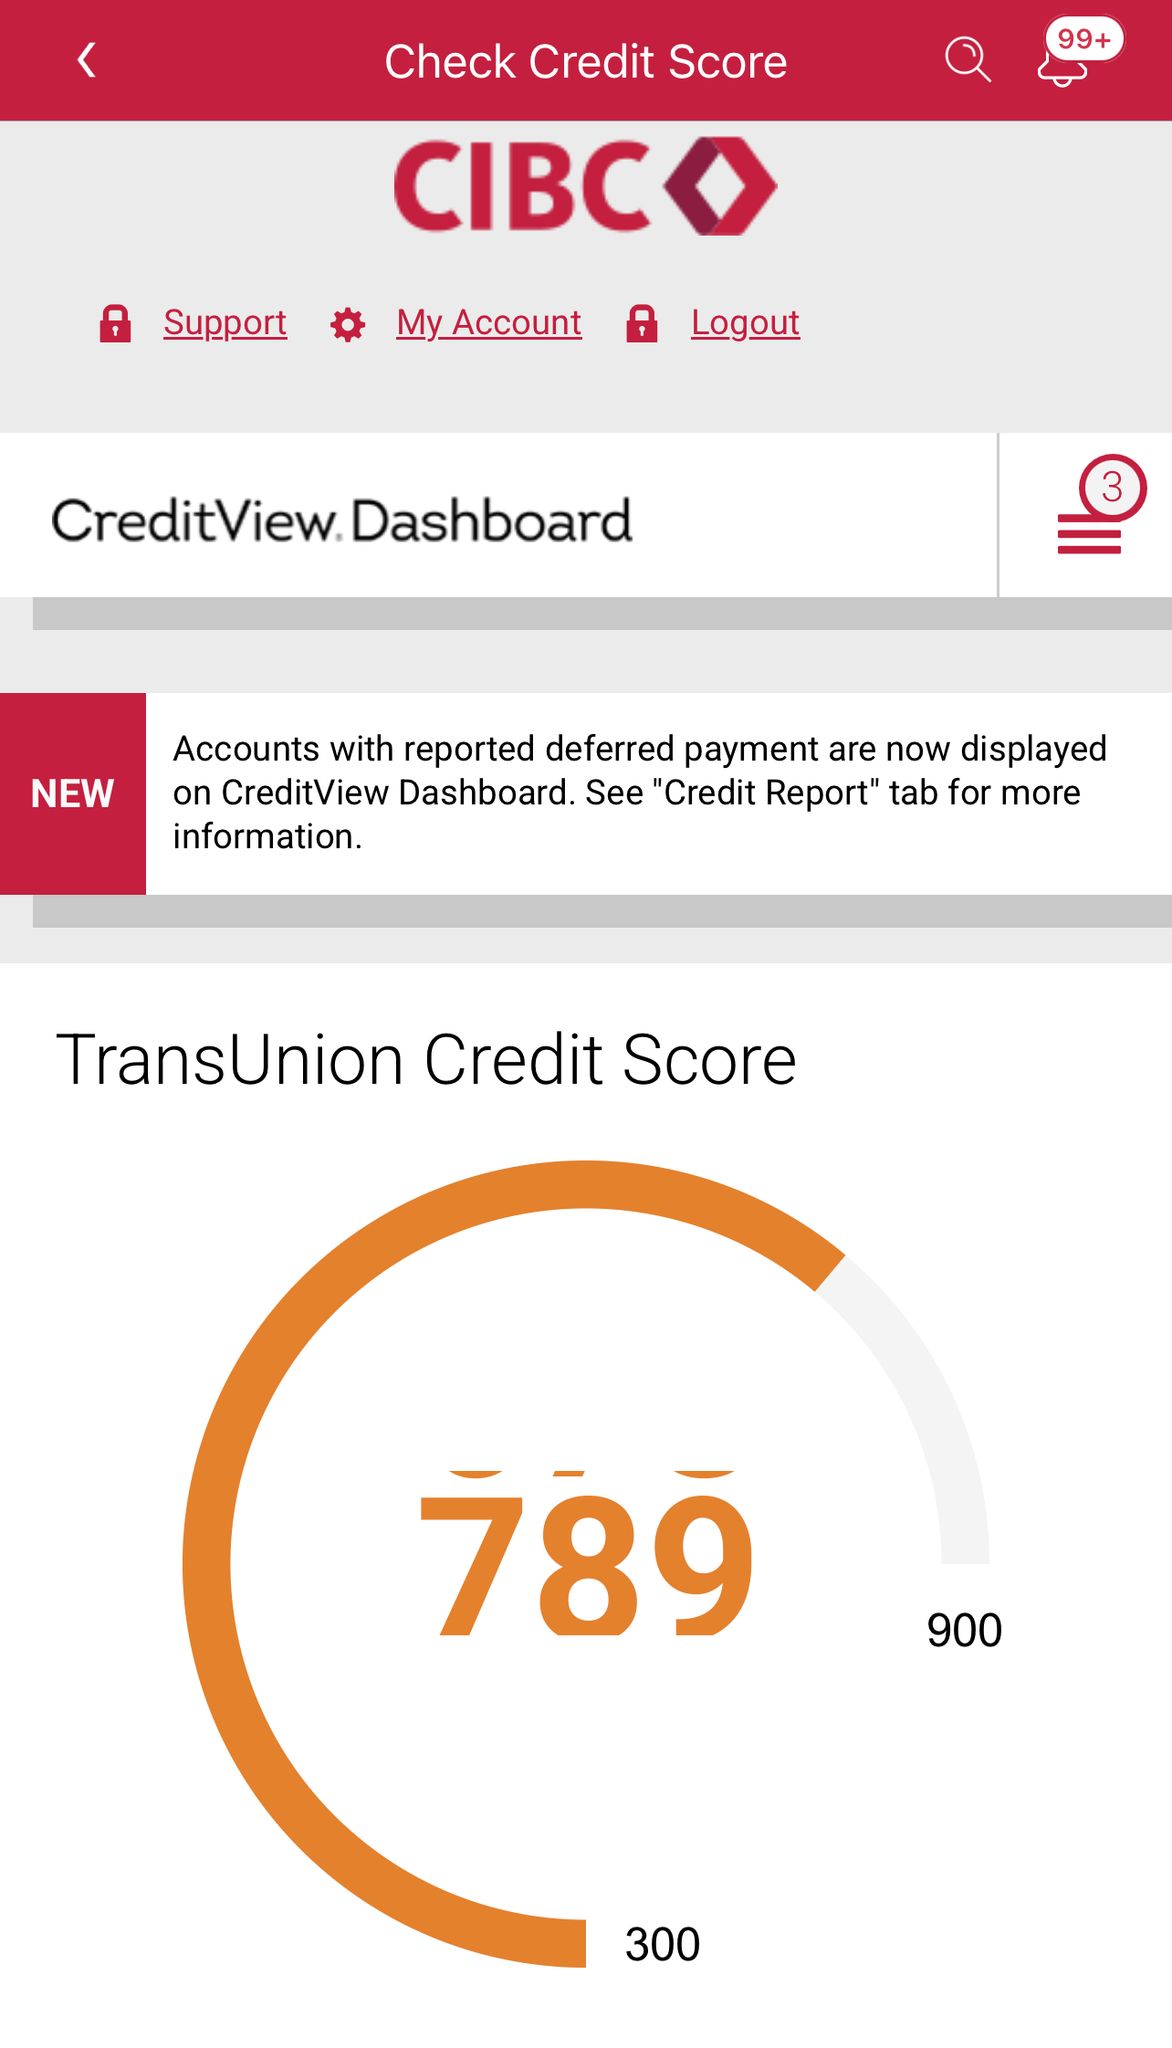 Check Credit Score
99+
CIBC
Support My Account Logout
CreditView. Dashboard
3
NEW
Accounts with reported deferred payment are now displayed
on CreditView Dashboard. See "Credit Report" tab for more
information.
TransUnion Credit Score
789
900
300